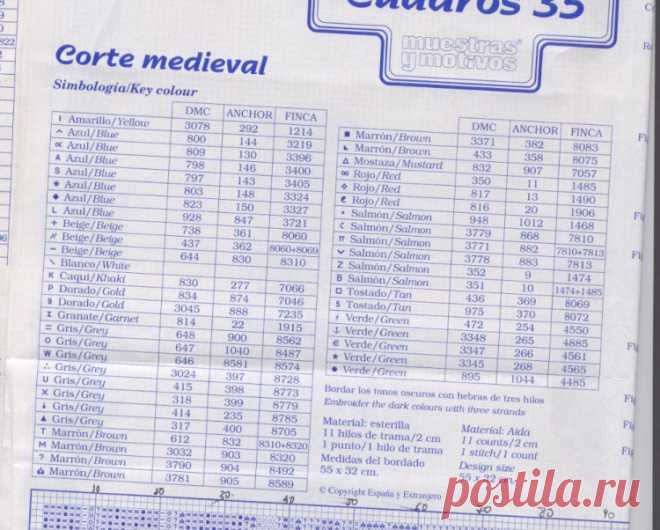 Cuadros 35
muestras
y motivos
Corte medieval
Simbología/Key colour
DMC ANCHOR FINCA
Amarillo/Yellow 3078 292 1214
Azul/Blue 800 144 3219
Azul/Blue 809 130 3396
A Azul/Blue 798 146 3400
S Azul/Blue 797 143 3405
Azul/Blue 803 148 3324
Azul/Blue 823 150 3327
L Azul/Blue 928 847 3721
+ Beige/Beige 738 361 8060
Beige/Beige 437 362 8060+8069
− Beige/Beige 644 830 8310
\ Blanco/White
K Caqui/Khaki 830 277 7066
P Dorado/Gold 834 874 7046
Dorado/Gold 3045 888 7235
Granate/Garnet 814 22 1915
= Gris/Grey 648 900 8562
O Gris/Grey 647 1040 8487
W Gris/Grey 646 8581 8574
∴ Gris/Grey 3024 397 8728
U Gris/Grey 415 398 8773
X Gris/Grey 318 399 8779
Gris/Grey 414 235 8785
▲ Gris/Grey 317 400 8705
T Marrón/Brown 612 832 8310+8320
M Marrón/Brown 3032 903 8320
? Marrón/Brown 3790 904 8492
Marrón/Brown 3781 905 8589
DMC ANCHOR FINCA
■ Marrón/Brown 3371 382 8083
Marrón/Brown 433 358 8075
△ Mostaza/Mustard 832 907 7057
∞ Rojo/Red 350 11 1485
Rojo/Red 817 13 1490
Rojo/Red 816 20 1906
Salmón/Salmon 948 1012 1468
Salmón/Salmon 3779 868 7810
Salmón/Salmon 3771 882 7810+7813
Salmón/Salmon 3778 883 7813
Z Salmón/Salmon 352 9 1474
Salmón/Salmon 351 10 1474+1485
□ Tostado/Tan 436 369 8069
S Tostado/Tan 975 370 8072
Verde/Green 472 254 4550
Verde/Green 3348 265 4885
Verde/Green 3347 266 4561
★ Verde/Green 3345 268 4565
Verde/Green 895 1044 4485
Bordar los tonos oscuros con hebras de tres hilos
Embroider the dark colours with three strands
Material: esterilla
11 hilos de trama/2 cm
1 punto/1 hilo de trama
Medidas del bordado
55 x 32 cm.
Material: Aida
11 counts/2 cm
1 stitch/1 count
Design size
55 x 32 cm.
© Copyright España y Extranjero
postila.ru